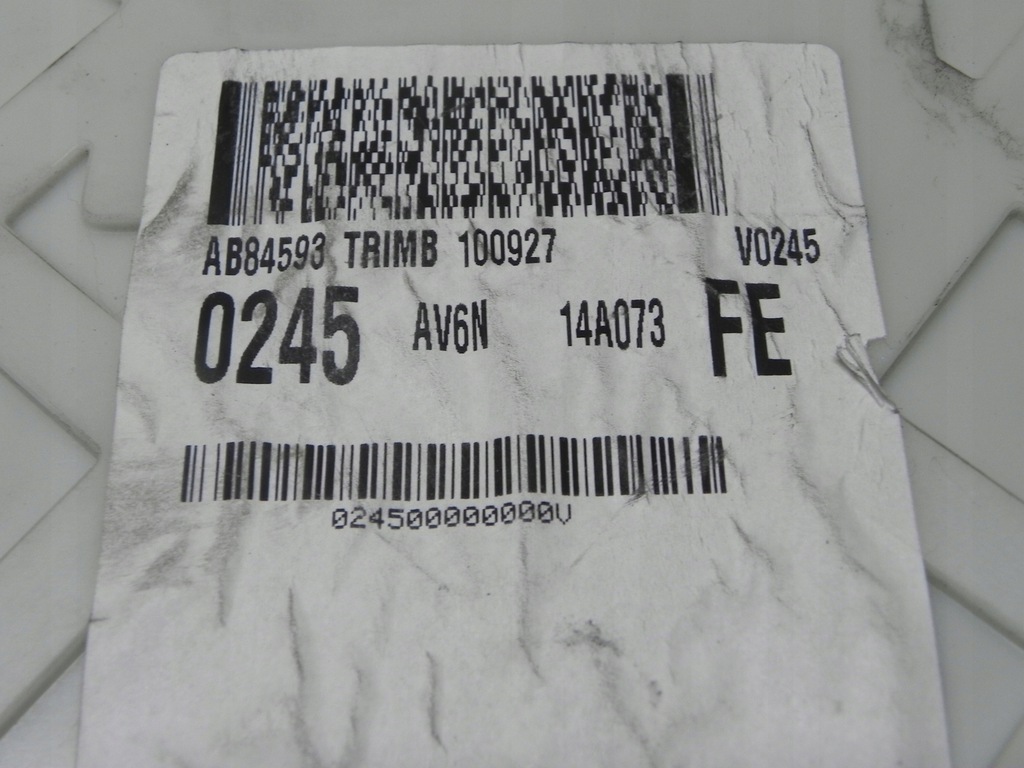 AB84593 TRIMB 100927 V0245
0245 AV6N 14A073 FE
024500000000V